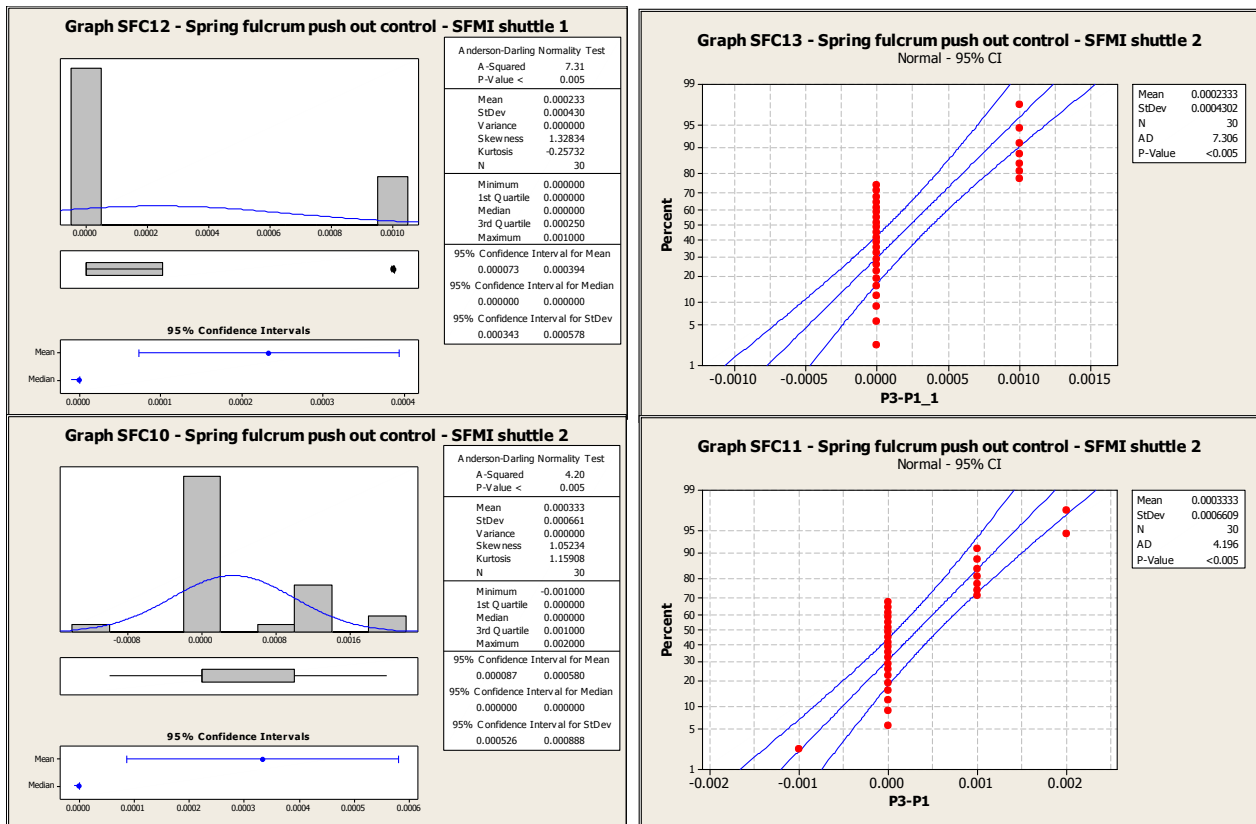 Graph SFC12 - Spring fulcrum push out control - SFMI shuttle 1
0.0000 0.0002 0.0004 0.0006 0.0008 0.0010
Anderson-Darling Normality Test
A-Squared 7.31
P-Value < 0.005
Mean 0.000233
StDev 0.000430
Variance 0.000000
Skewness 1.32834
Kurtosis -0.25732
N 30
Minimum 0.000000
1st Quartile 0.000000
Median 0.000000
3rd Quartile 0.000250
Maximum 0.001000
95% Confidence Interval for Mean
0.000073 0.000394
95% Confidence Interval for Median
0.000000 0.000000
95% Confidence Interval for StDev
0.000343 0.000578
95% Confidence Intervals
Mean
Median
0.0000 0.0001 0.0002 0.0003 0.0004
Graph SFC13 - Spring fulcrum push out control - SFMI shuttle 2
Normal - 95% CI
Percent
99
95
90
80
70
60
50
40
30
20
10
5
1
-0.0010 -0.0005 0.0000 0.0005 0.0010 0.0015
P3-P1_1
Mean 0.0002333
StDev 0.0004302
N 30
AD 7.306
P-Value <0.005
Graph SFC10 - Spring fulcrum push out control - SFMI shuttle 2
-0.0008 0.0000 0.0008 0.0016
Anderson-Darling Normality Test
A-Squared 4.20
P-Value < 0.005
Mean 0.000333
StDev 0.000661
Variance 0.000000
Skewness 1.05234
Kurtosis 1.15908
N 30
Minimum -0.001000
1st Quartile 0.000000
Median 0.000000
3rd Quartile 0.001000
Maximum 0.002000
95% Confidence Interval for Mean
0.000087 0.000580
95% Confidence Interval for Median
0.000000 0.000000
95% Confidence Interval for StDev
0.000526 0.000888
95% Confidence Intervals
Mean
Median
0.0000 0.0001 0.0002 0.0003 0.0004 0.0005 0.0006
Graph SFC11 - Spring fulcrum push out control - SFMI shuttle 2
Normal - 95% CI
Percent
99
95
90
80
70
60
50
40
30
20
10
5
1
-0.002 -0.001 0.000 0.001 0.002
P3-P1
Mean 0.0003333
StDev 0.0006609
N 30
AD 4.196
P-Value <0.005